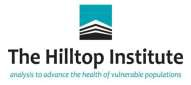 The Hilltop Institute
analysis to advance the health of vulnerable populations